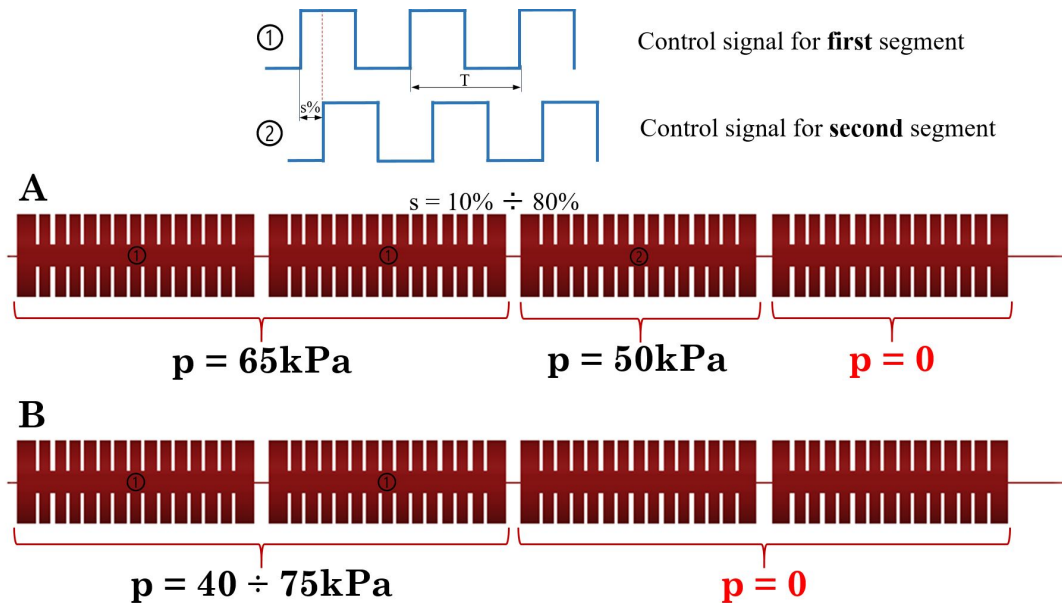 ① Control signal for first segment
T
s%
② Control signal for second segment
A
s = 10% ÷ 80%
① ① ②
p = 65kPa p = 50kPa p = 0
B
① ①
p = 40 ÷ 75kPa p = 0